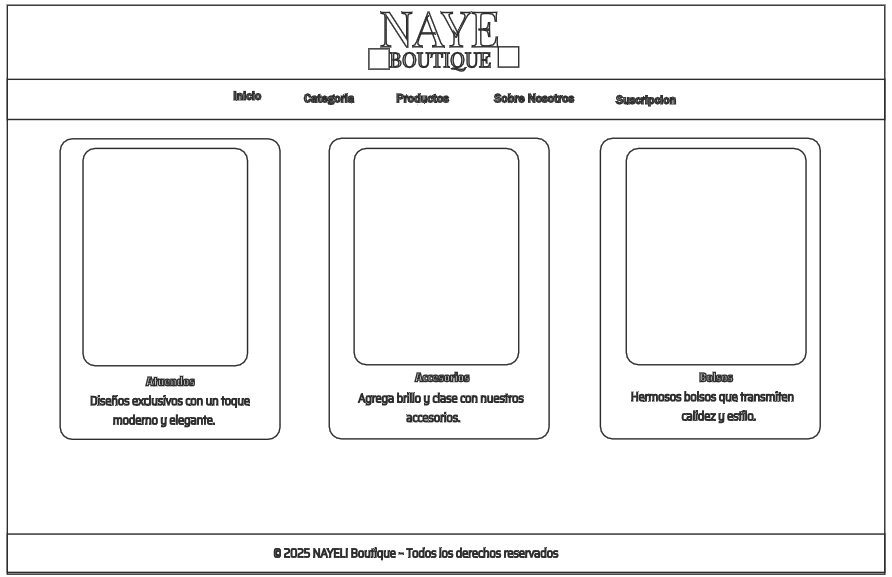 NAYE
BOUTIQUE
Inicio
Categoría
Productos
Sobre Nosotros
Suscripcion
Atuendos
Diseños exclusivos con un toque
moderno y elegante.
Accesorios
Agrega brillo y clase con nuestros
accesorios.
Bolsos
Hermosos bolsos que transmiten
calidez y estilo.
© 2025 NAYELI Boutique – Todos los derechos reservados